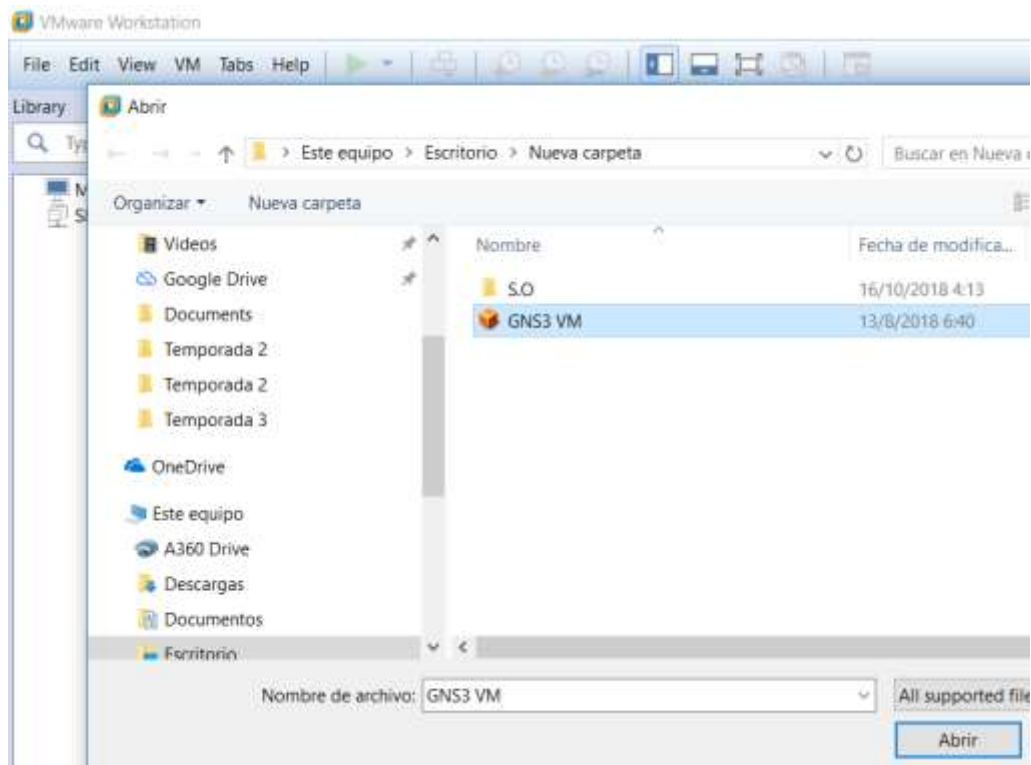 VMware Workstation
File Edit View VM Tabs Help
Library
Abrir
Ty
Este equipo > Escritorio > Nueva carpeta
Buscar en Nueva
M
S
Organizar
Nueva carpeta
Videos
Google Drive
Documents
Temporada 2
Temporada 2
Temporada 3
OneDrive
Este equipo
A360 Drive
Descargas
Documentos
Escritorio
Nombre
Fecha de modifica...
S.O
16/10/2018 4:13
GNS3 VM
13/8/2018 6:40
Nombre de archivo: GNS3 VM
All supported file
Abrir